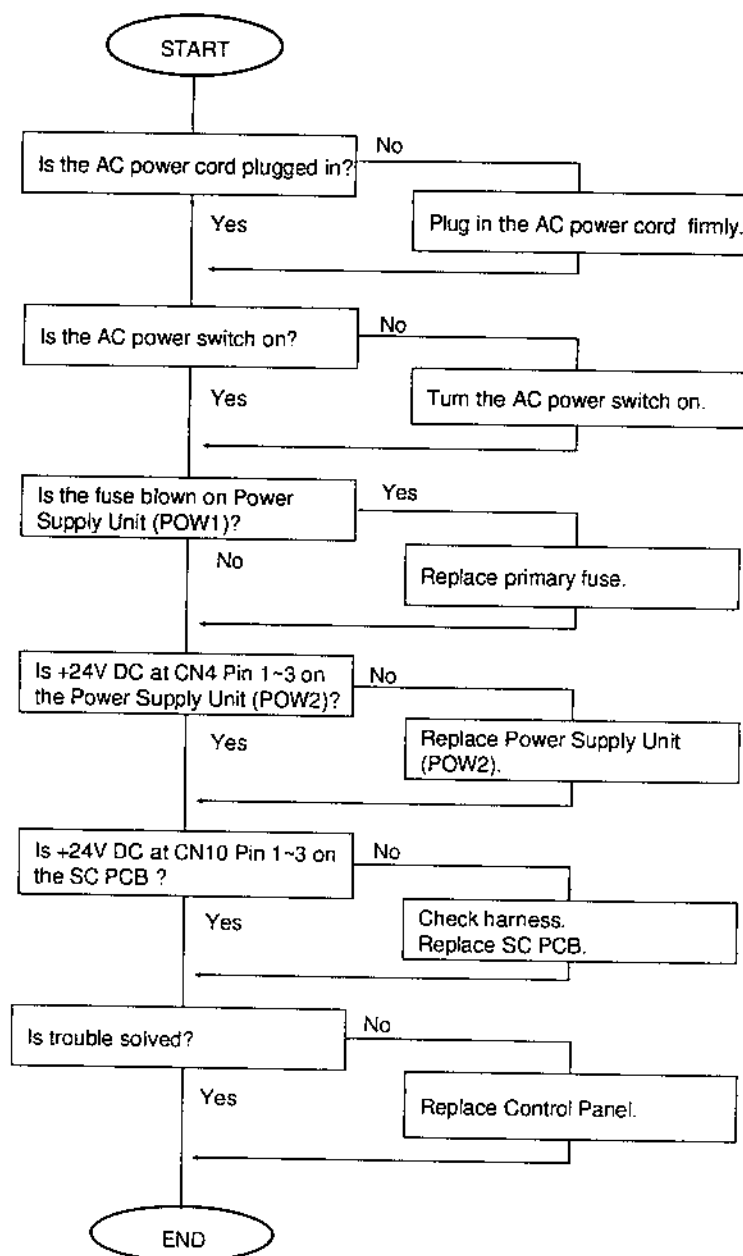 START
Is the AC power cord plugged in?
No
Plug in the AC power cord firmly.
Yes
Is the AC power switch on?
No
Turn the AC power switch on.
Yes
Is the fuse blown on Power
Supply Unit (POW1)?
Yes
Replace primary fuse.
No
Is +24V DC at CN4 Pin 1~3 on
the Power Supply Unit (POW2)?
No
Replace Power Supply Unit
(POW2).
Yes
Is +24V DC at CN10 Pin 1~3 on
the SC PCB ?
No
Check harness.
Replace SC PCB.
Yes
Is trouble solved?
No
Replace Control Panel.
Yes
END